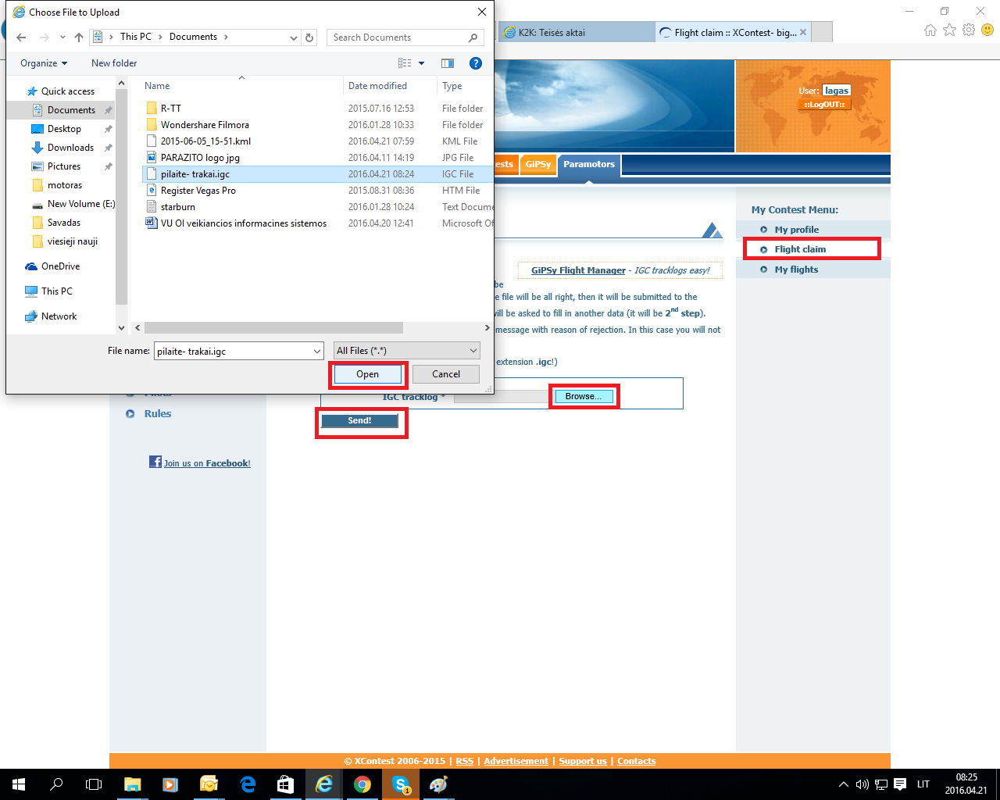 Choose File to Upload
This PC > Documents >
Search Documents
Organize
New folder
Name
Date modified
Type
Quick access
Documents
Desktop
Downloads
Pictures
motoras
New Volume (E:)
Savadas
viesieji nauji
OneDrive
This PC
Network
R-TT 2015.07.16 12:53 File folder
Wondershare Filmora 2016.01.28 10:33 File folder
2015-06-05_15-51.kml 2016.04.21 07:59 KML File
PARAZITO logo jpg 2016.04.11 14:19 JPG File
pilaite- trakai.igc 2016.04.21 08:24 IGC File
Register Vegas Pro 2015.08.31 08:36 HTM File
starburn 2016.01.28 10:24 Text Docume
VU OI veikiancios informacines sistemos 2016.04.20 12:41 Microsoft Of
File name: pilaite- trakai.igc
All Files (*.*)
Open
Cancel
K2K: Teisės aktai
Flight claim :: XContest- big...
User: lagas
::LogOUT::
ests
GiPSy
Paramotors
My Contest Menu:
My profile
Flight claim
My flights
GiPSy Flight Manager - IGC tracklogs easy!
be
e file will be all right, then it will be submitted to the
ill be asked to fill in another data (it will be 2nd step).
message with reason of rejection. In this case you will not
extension .igc!)
IGC tracklog *
Browse...
Send!
Pilots
Rules
Join us on Facebook!
© XContest 2006-2015 | RSS | Advertisement | Support us | Contacts
1
LIT
08:25
2016.04.21